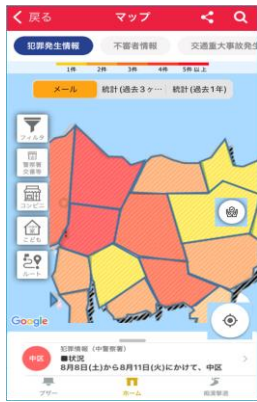 戻る マップ
犯罪発生情報 不審者情報 交通重大事故発生
1件 2件 3件 4件 5件以上
メール 統計(過去3ヶ… 統計(過去1年)
フィルタ
警察署
交番等
コンビニ
こども
ルート
Google
中区
犯罪情報 (中警察署)
■状況
8月8日(土)から8月11日(火)にかけて、中区
ブザー ホーム 痴漢撃退